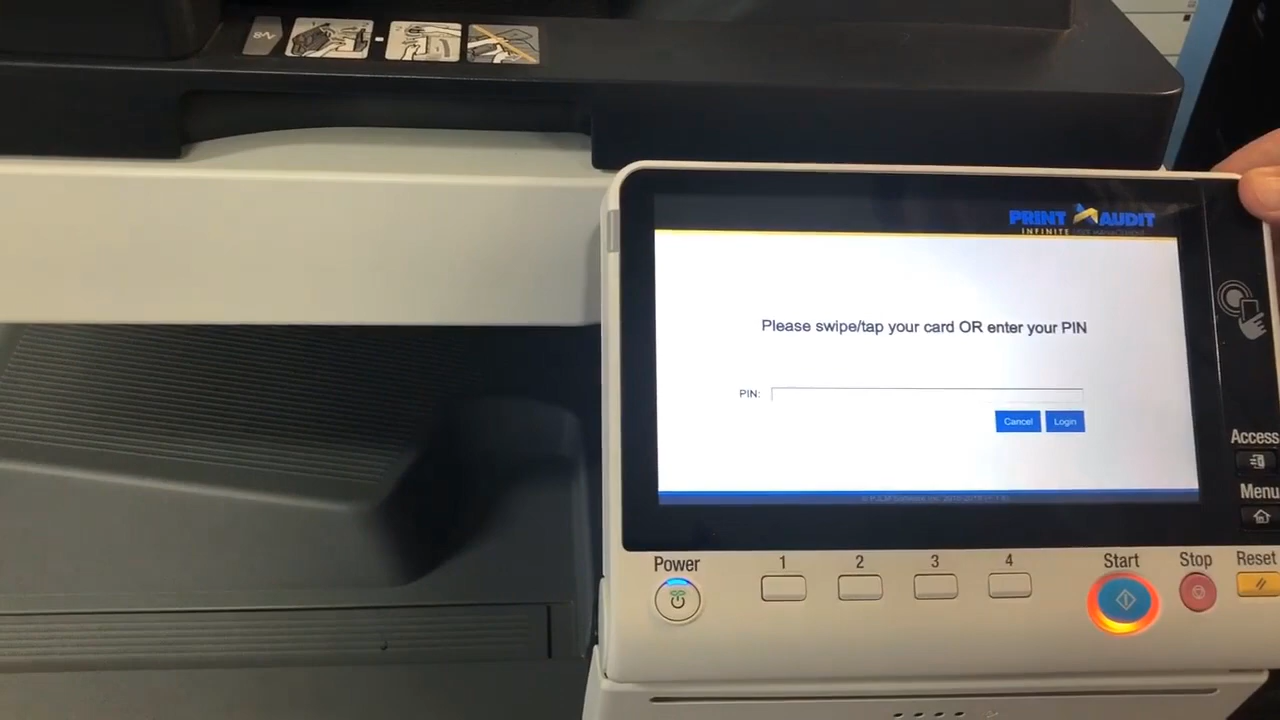 PRINT AUDIT
INFINITE
Please swipe/tap your card OR enter your PIN
PIN:
Cancel Login
Access
Menu
Power 1 2 3 4 Start Stop Reset